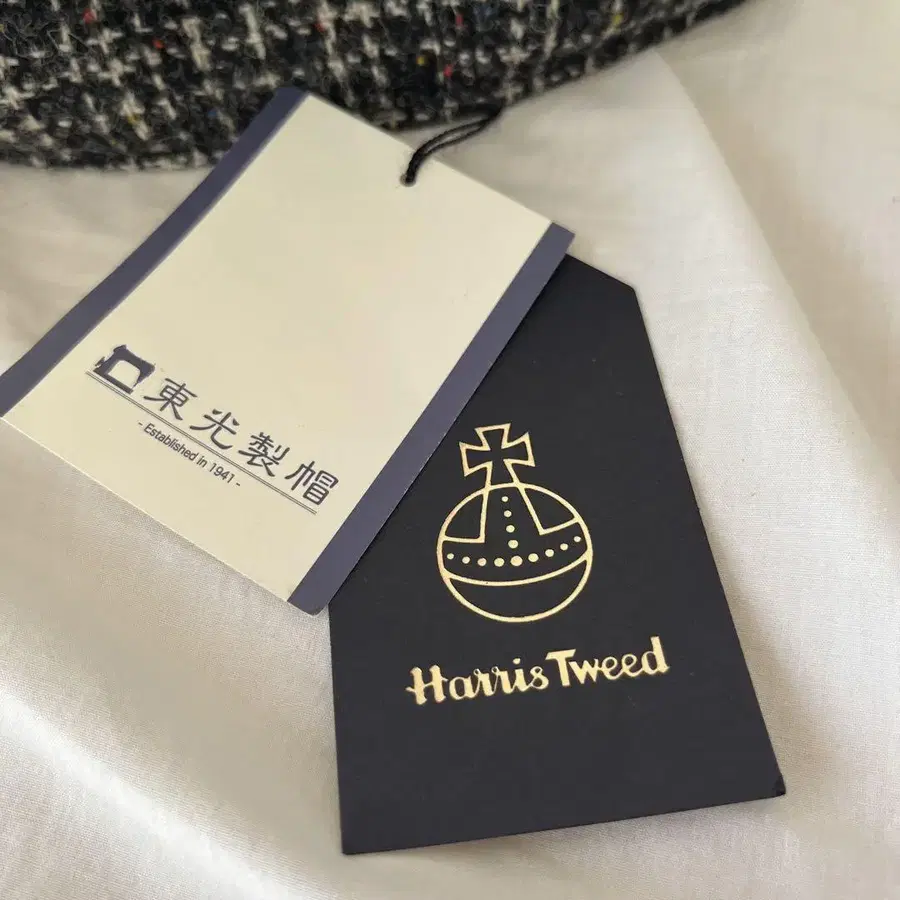 東光製帽
- Established in 1941 -
Harris Tweed